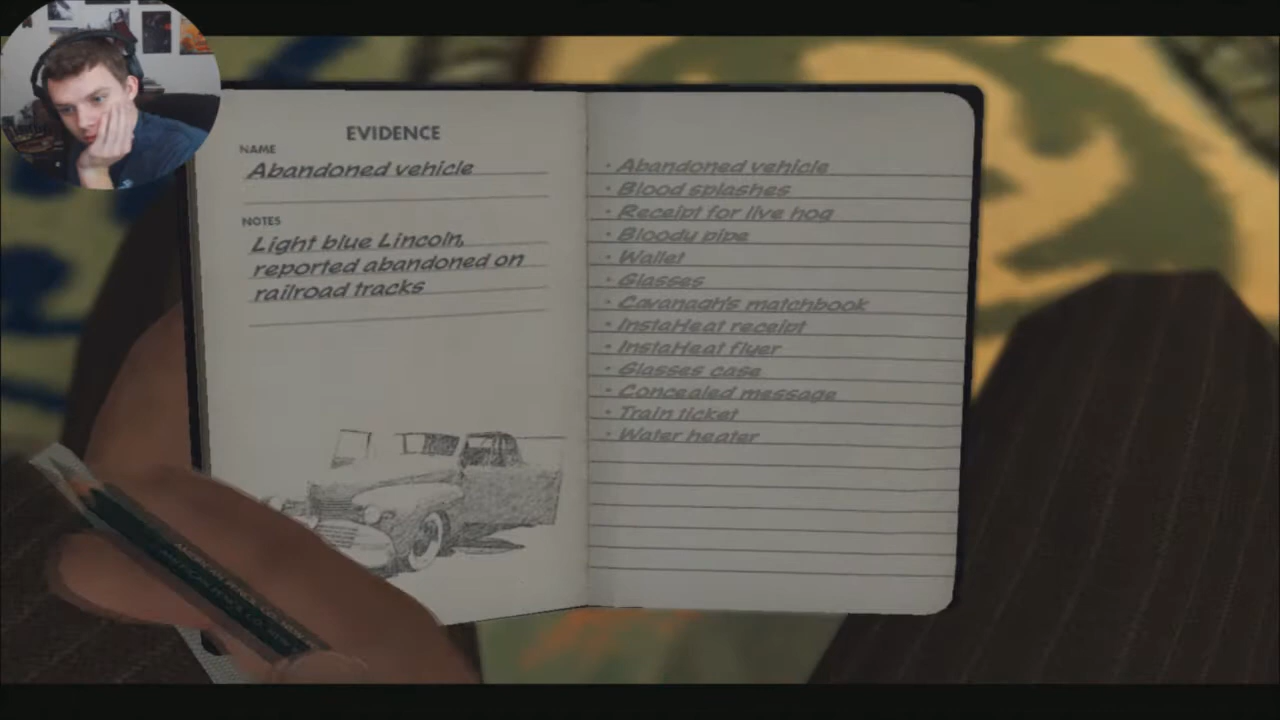 EVIDENCE
NAME
Abandoned vehicle
NOTES
Light blue Lincoln,
reported abandoned on
railroad tracks
• Abandoned vehicle
• Blood splashes
• Receipt for live hog
• Bloody pipe
• Wallet
• Glasses
• Cavanagh's matchbook
• InstaHeat receipt
• InstaHeat flyer
• Glasses case
• Concealed message
• Train ticket
• Water heater